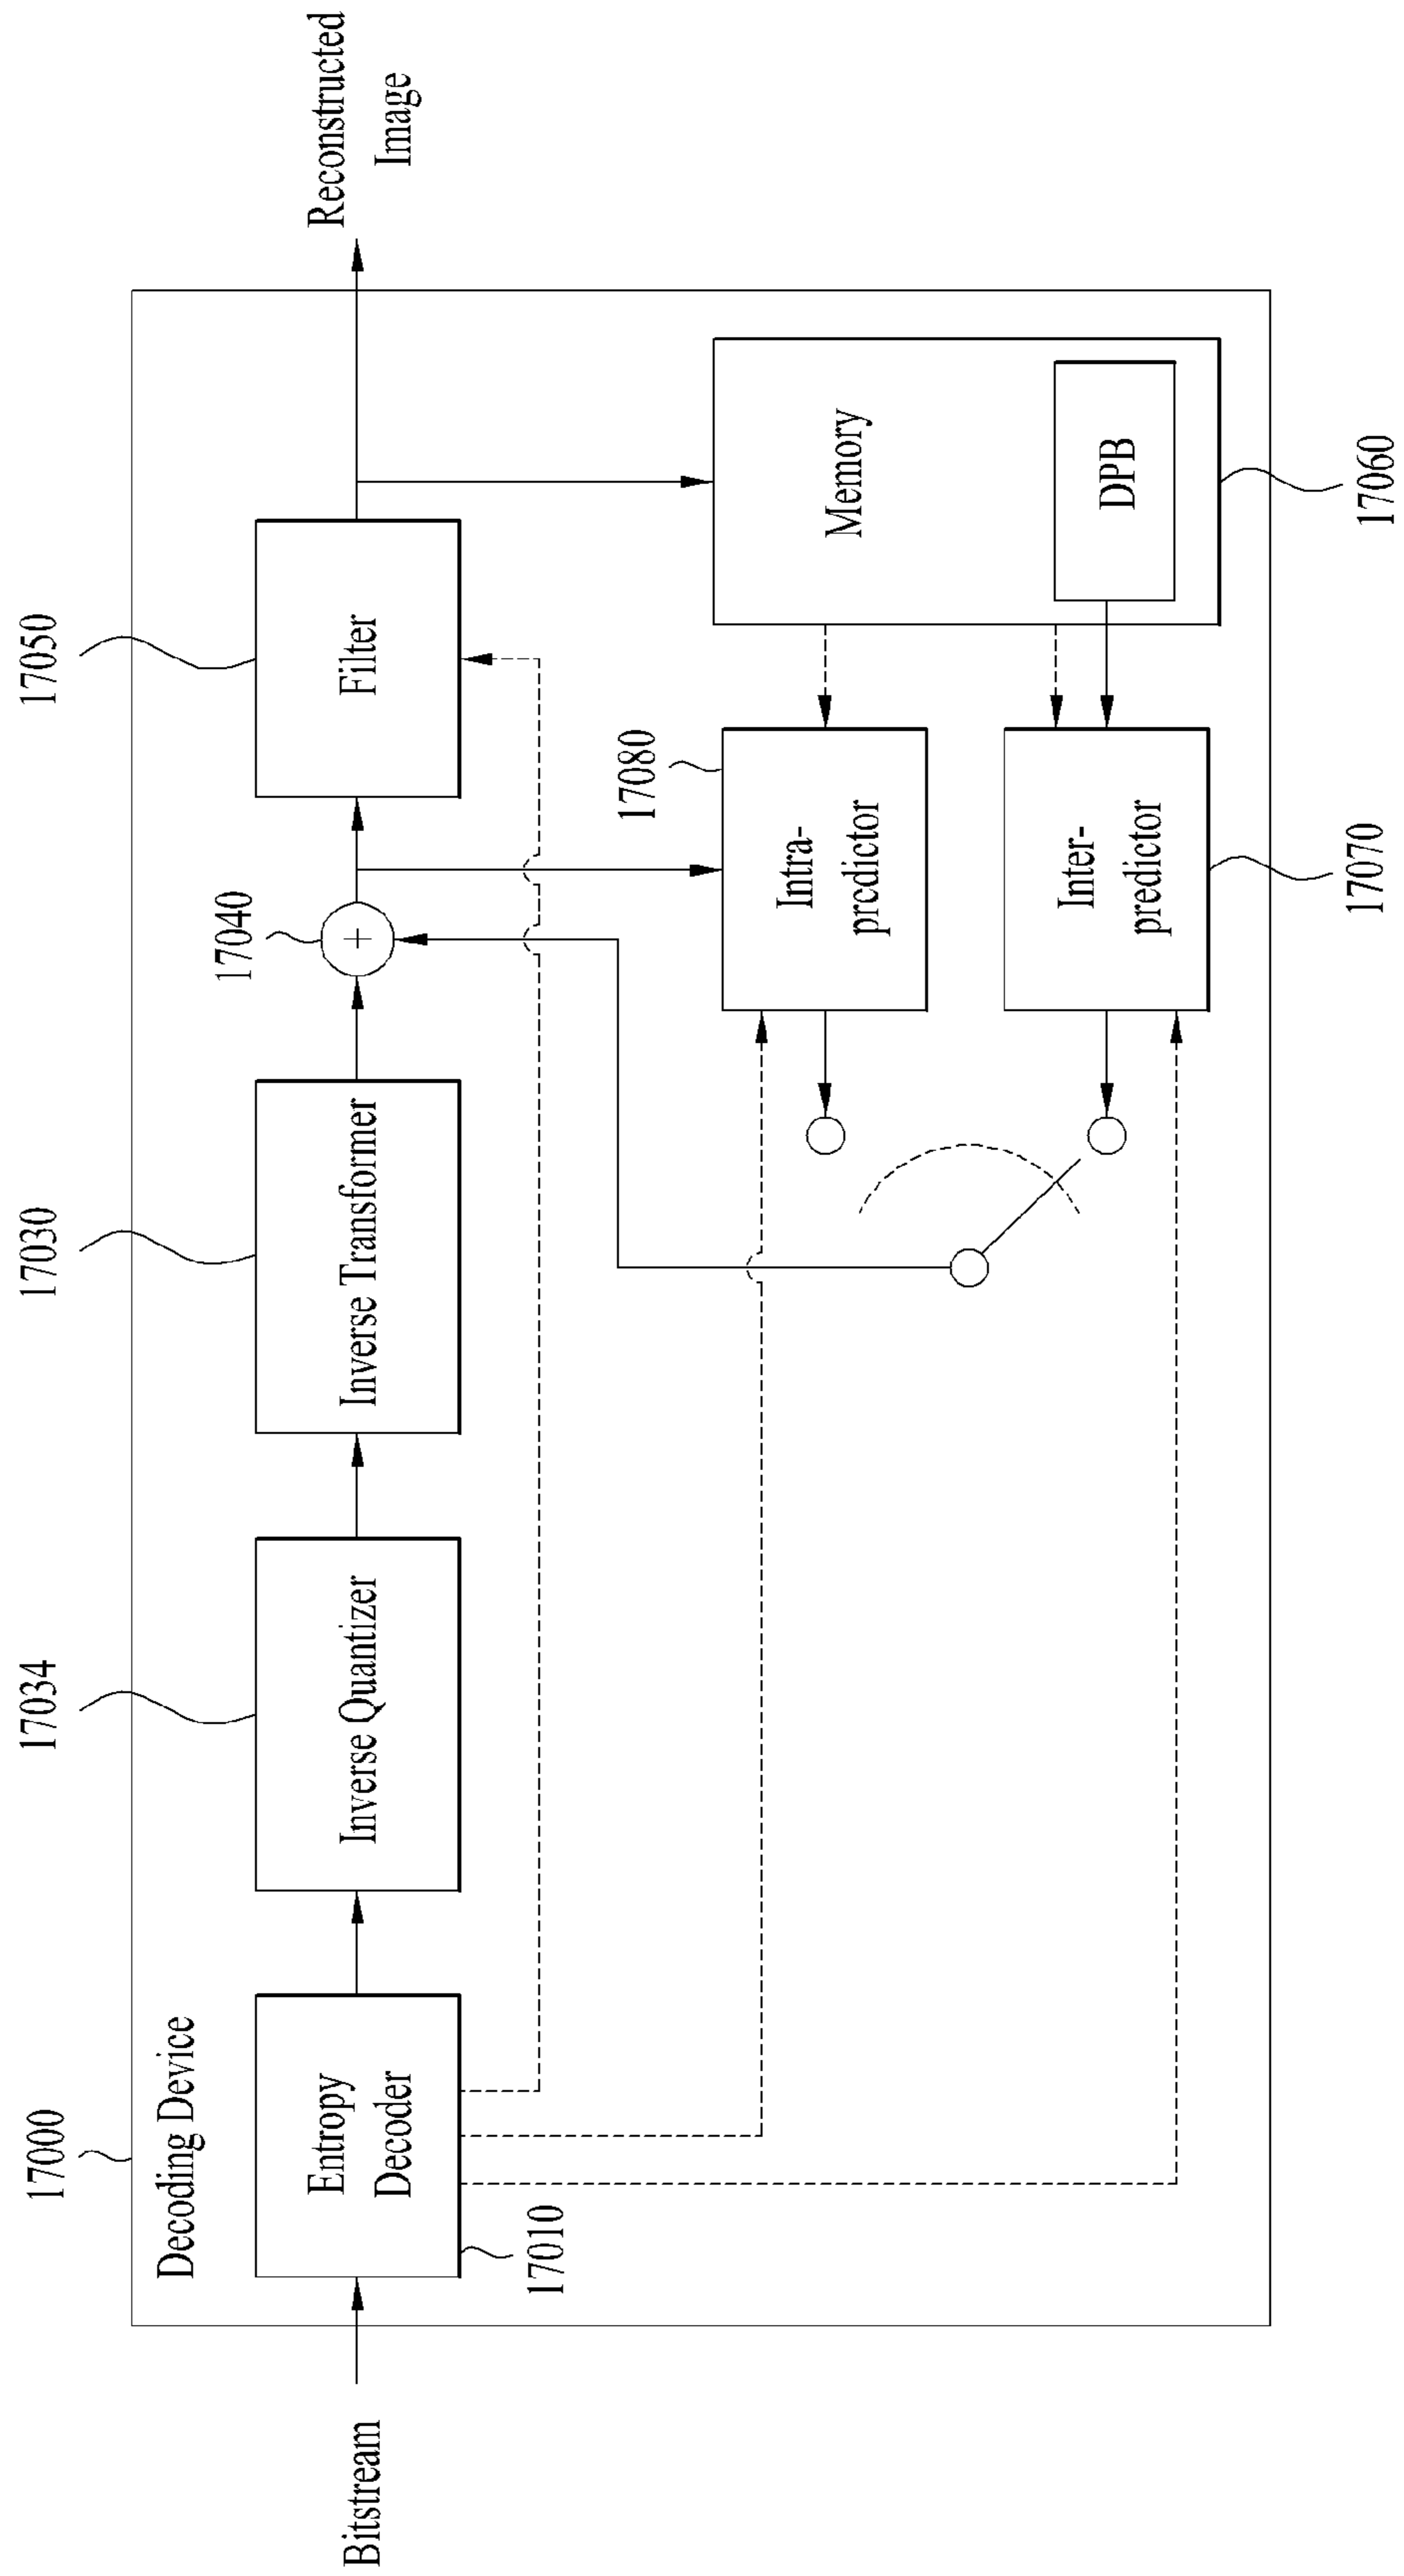 17000
Decoding Device
17034
17030
17040
17050
Bitstream
Entropy
Decoder
Inverse Quantizer
Inverse Transformer
+
Filter
Reconstructed
Image
17010
17080
Intra-
predictor
Memory
Inter-
predictor
DPB
17070
17060